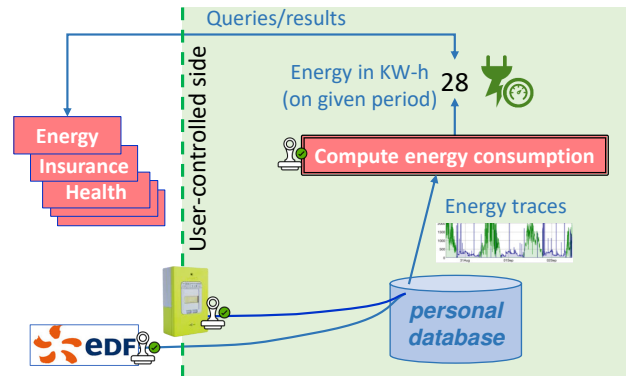 Queries/results
Energy in KW-h
(on given period)
28
Energy
Insurance
Health
User-controlled side
Compute energy consumption
Energy traces
personal
database
eDF